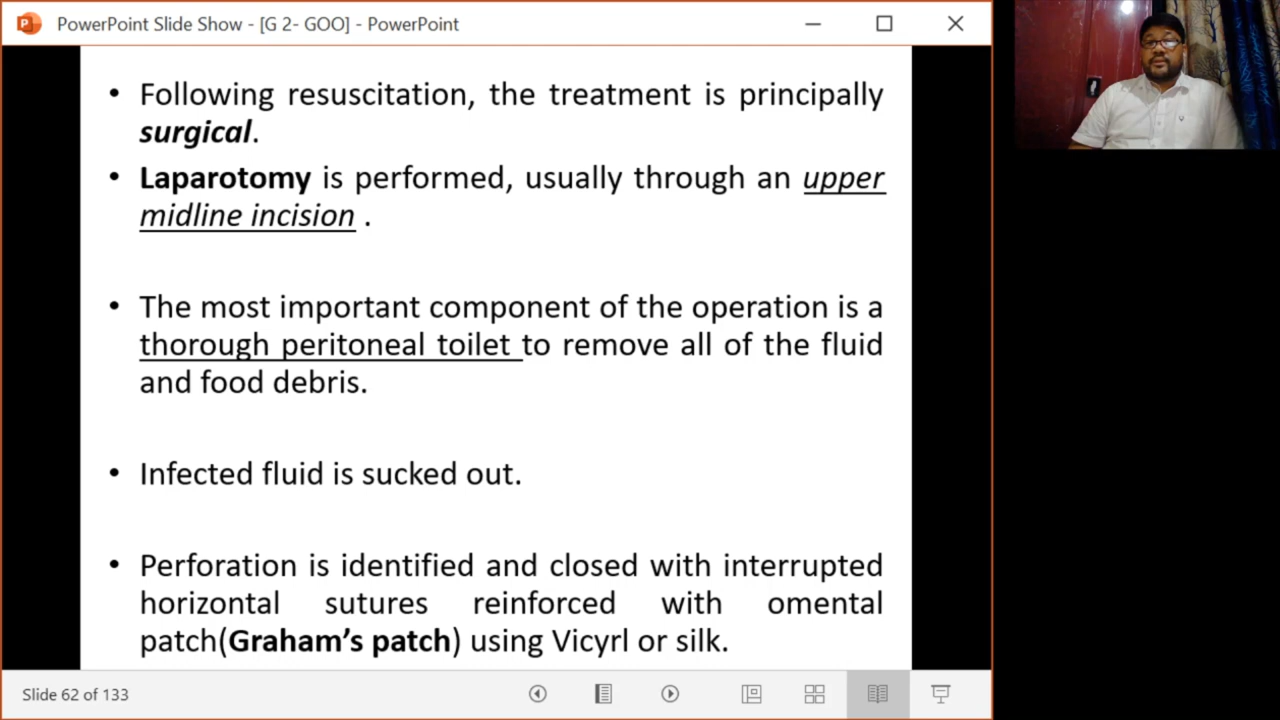 PowerPoint Slide Show - [G 2- GOO] - PowerPoint
• Following resuscitation, the treatment is principally
surgical.
• Laparotomy is performed, usually through an upper
midline incision .
• The most important component of the operation is a
thorough peritoneal toilet to remove all of the fluid
and food debris.
• Infected fluid is sucked out.
• Perforation is identified and closed with interrupted
horizontal sutures reinforced with omental
patch(Graham’s patch) using Vicyrl or silk.
Slide 62 of 133